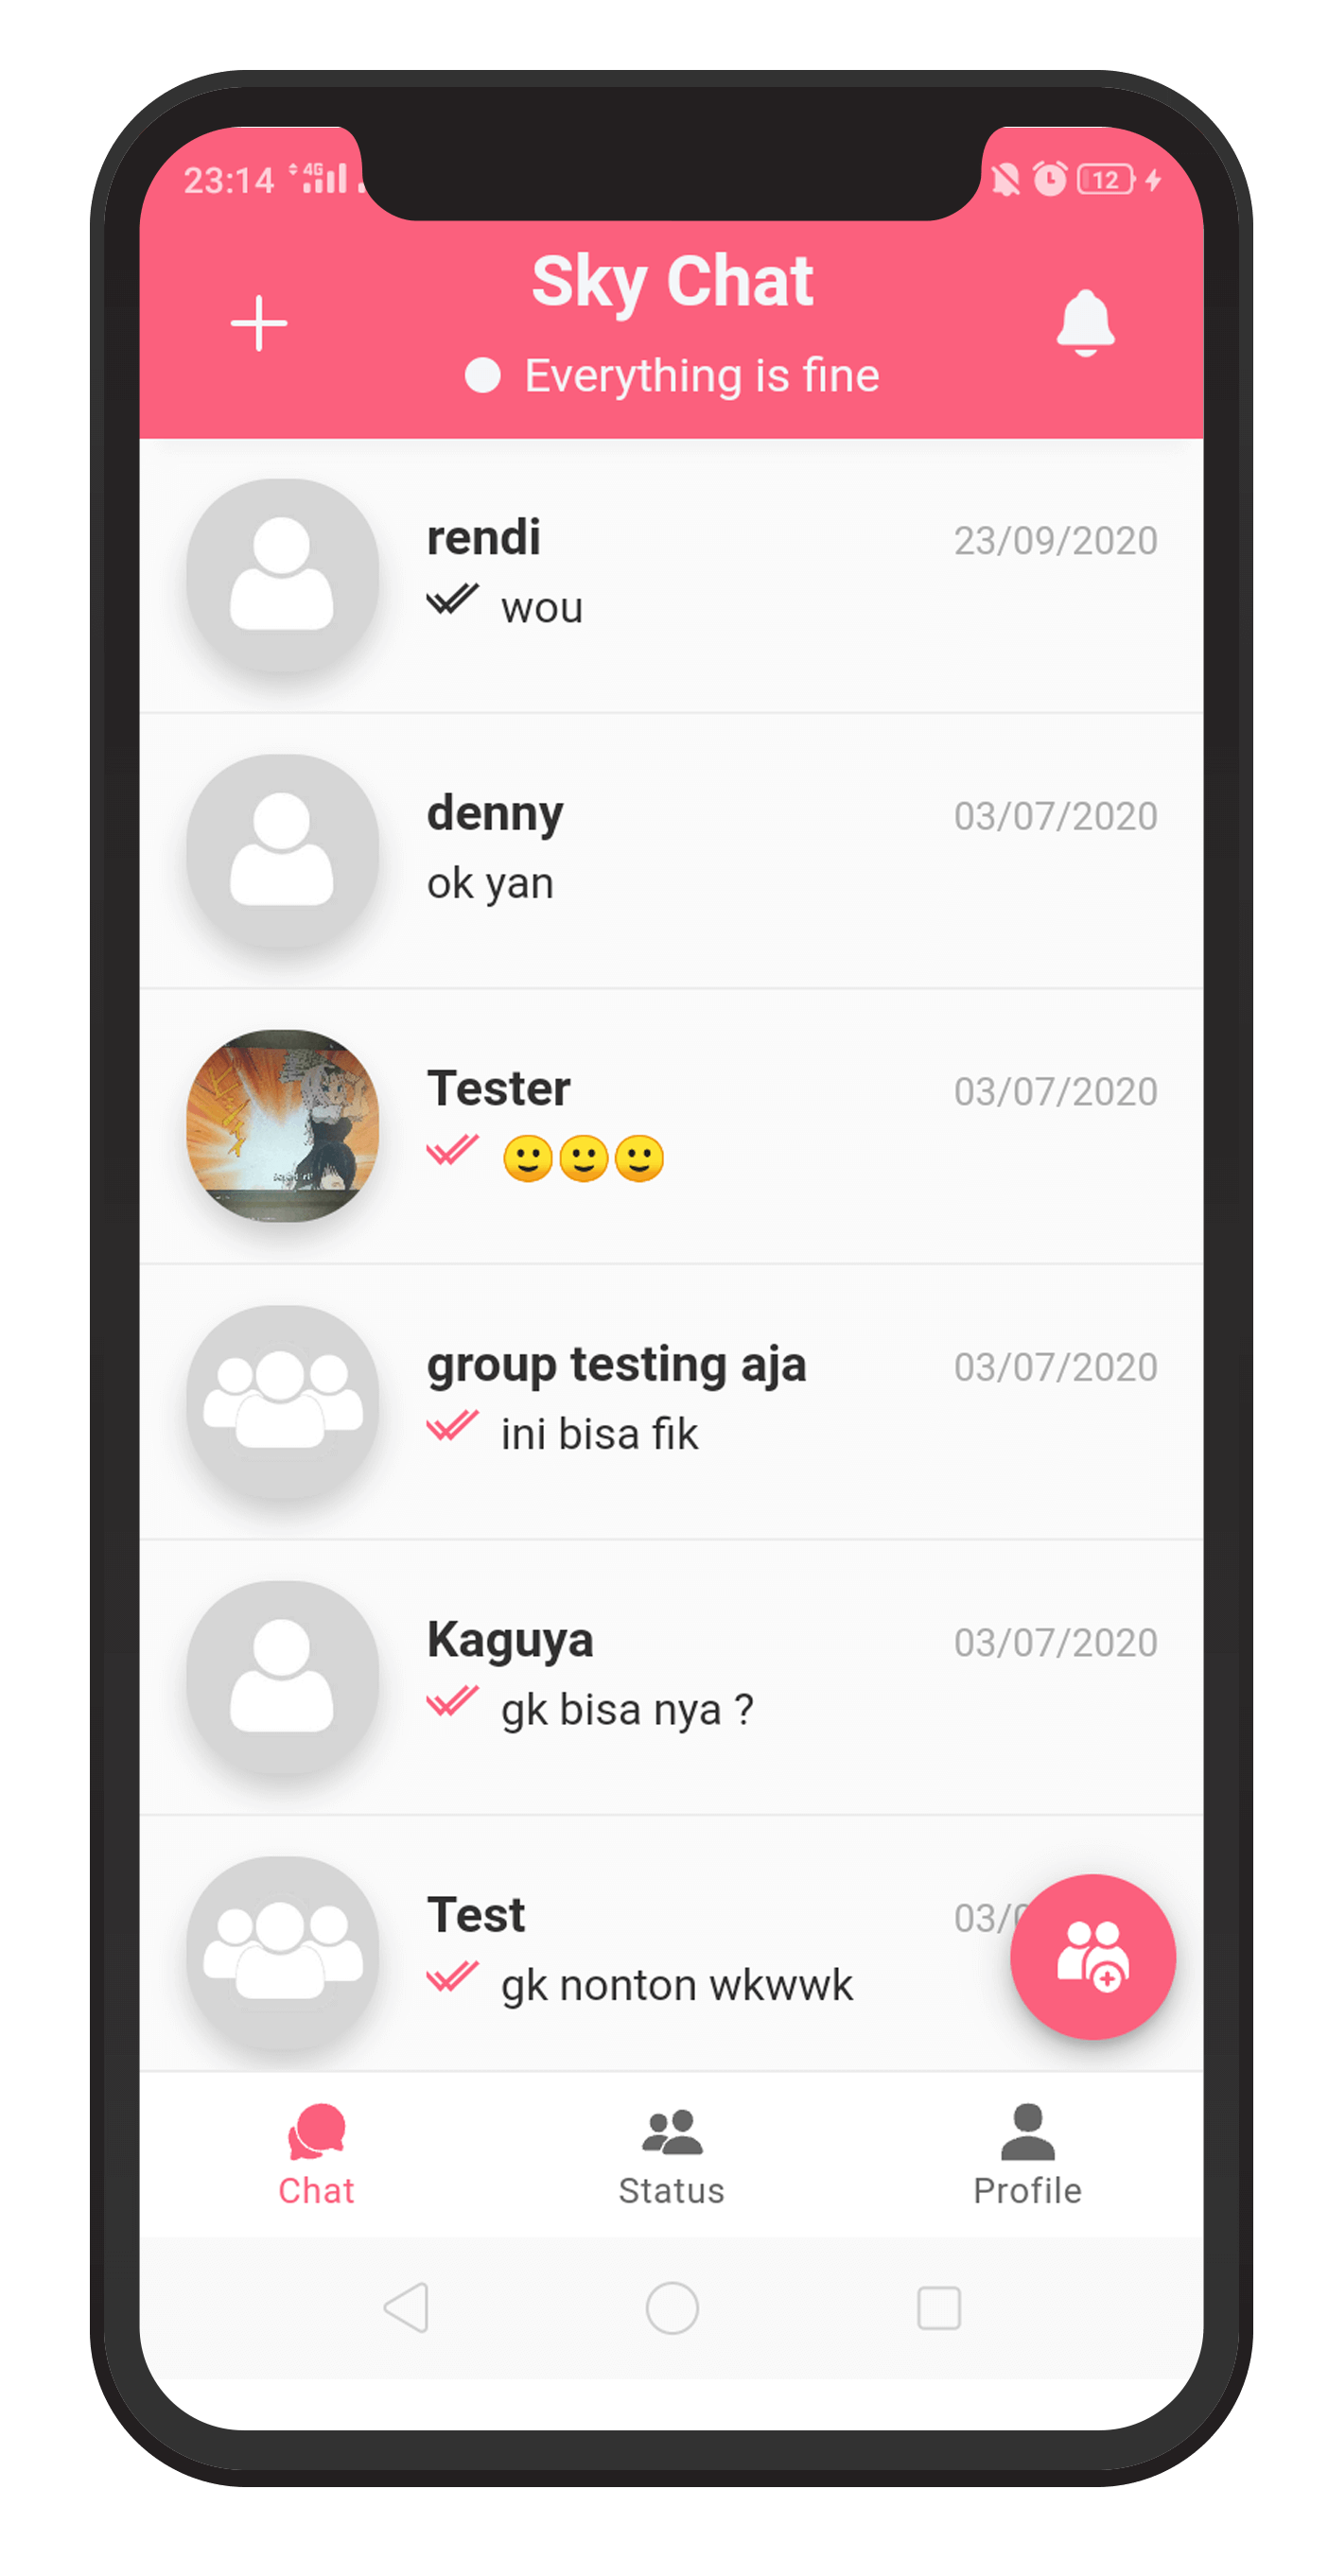 23:14 4G 12
Sky Chat
Everything is fine
rendi 23/09/2020
wou
denny 03/07/2020
ok yan
Tester 03/07/2020
🙂🙂🙂
group testing aja 03/07/2020
ini bisa fik
Kaguya 03/07/2020
gk bisa nya ?
Test 03/
gk nonton wkwwk
Chat Status Profile